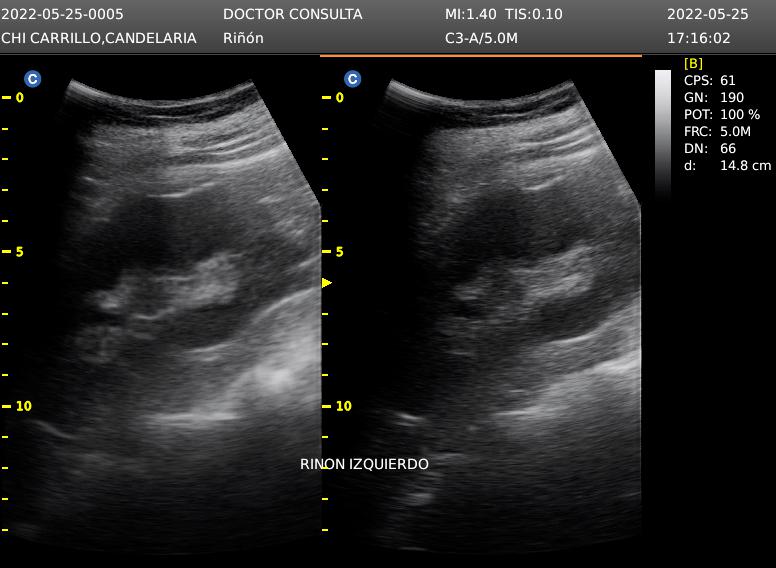 2022-05-25-0005 DOCTOR CONSULTA MI:1.40 TIS:0.10 2022-05-25
CHI CARRILLO,CANDELARIA Riñón C3-A/5.0M 17:16:02
[B]
CPS: 61
GN: 190
POT: 100 %
FRC: 5.0M
DN: 66
d: 14.8 cm
C C
0 0
5 5
10 10
RINON IZQUIERDO